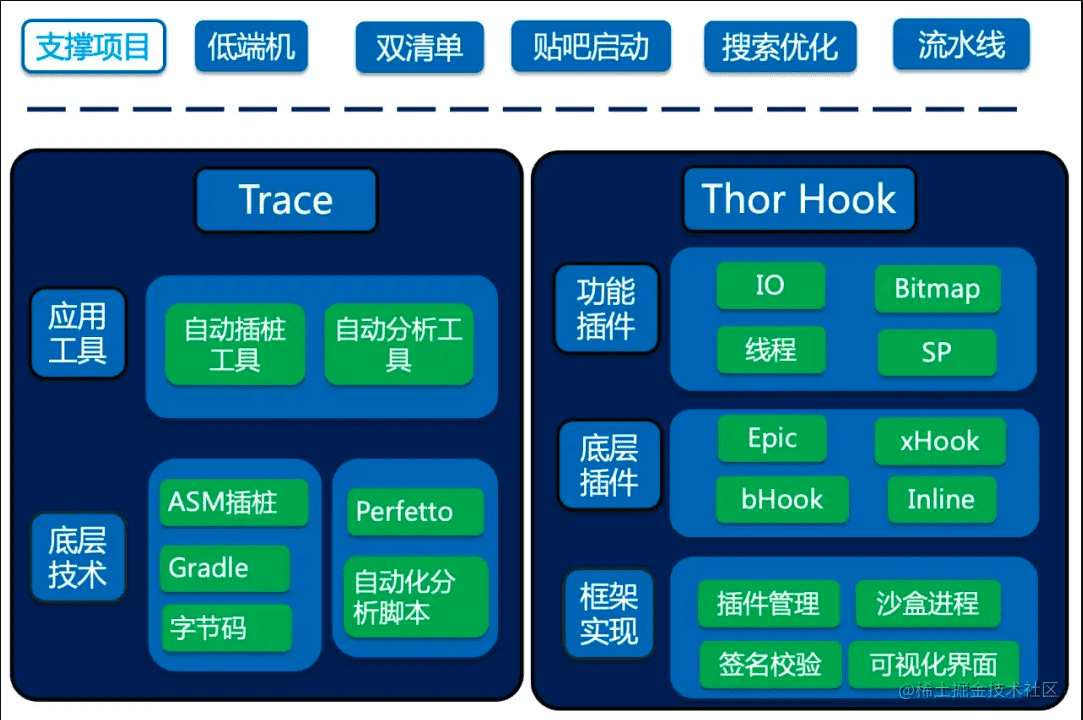 支撑项目
低端机
双清单
贴吧启动
搜索优化
流水线
Trace
应用
工具
自动插桩
工具
自动分析工
具
底层
技术
ASM插桩
Gradle
字节码
Perfetto
自动化分
析脚本
Thor Hook
功能
插件
IO
Bitmap
线程
SP
底层
插件
Epic
xHook
bHook
Inline
框架
实现
插件管理
沙盒进程
签名校验
可视化界面
@稀土掘金技术社区